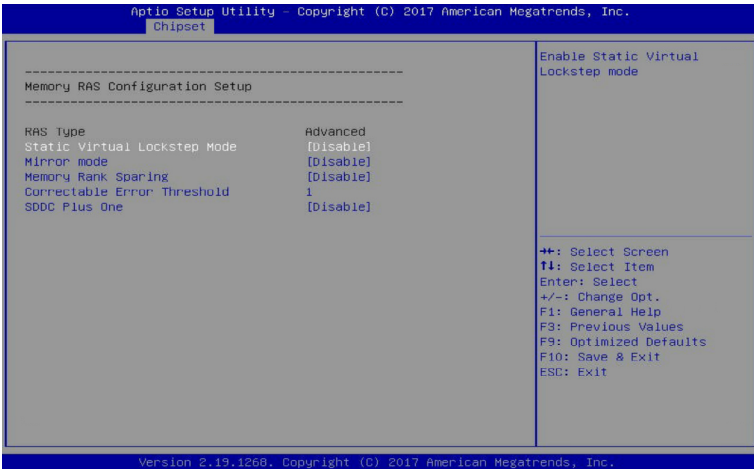 Aptio Setup Utility - Copyright (C) 2017 American Megatrends, Inc.
Chipset
--------------------------------------------------
Memory RAS Configuration Setup
--------------------------------------------------
RAS Type Advanced
Static Virtual Lockstep Mode [Disable]
Mirror mode [Disable]
Memory Rank Sparing [Disable]
Correctable Error Threshold 1
SDDC Plus One [Disable]
Enable Static Virtual
Lockstep mode
→←: Select Screen
↑↓: Select Item
Enter: Select
+/-: Change Opt.
F1: General Help
F3: Previous Values
F9: Optimized Defaults
F10: Save & Exit
ESC: Exit
Version 2.19.1268. Copyright (C) 2017 American Megatrends, Inc.